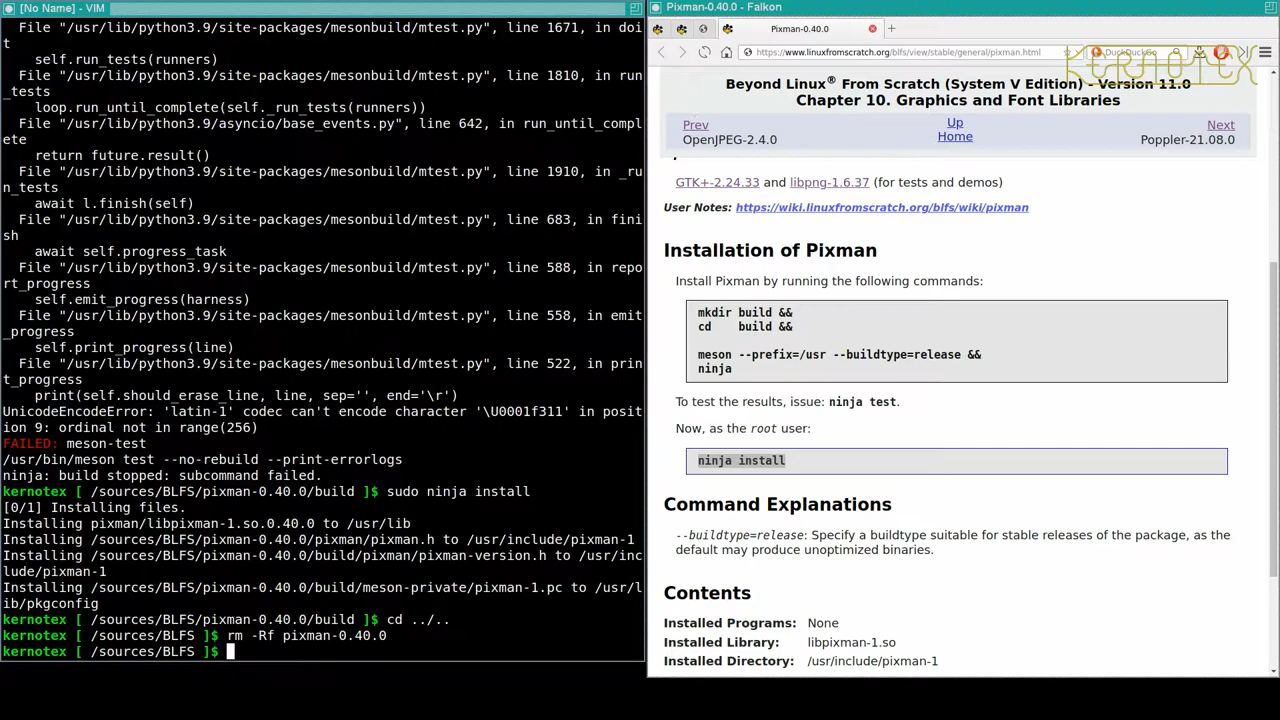 [No Name] - VIM
File "/usr/lib/python3.9/site-packages/mesonbuild/mtest.py", line 1671, in doi
t
self.run_tests(runners)
File "/usr/lib/python3.9/site-packages/mesonbuild/mtest.py", line 1810, in run
_tests
loop.run_until_complete(self._run_tests(runners))
File "/usr/lib/python3.9/asyncio/base_events.py", line 642, in run_until_compl
ete
return future.result()
File "/usr/lib/python3.9/site-packages/mesonbuild/mtest.py", line 1910, in _ru
n_tests
await l.finish(self)
File "/usr/lib/python3.9/site-packages/mesonbuild/mtest.py", line 683, in fini
sh
await self.progress_task
File "/usr/lib/python3.9/site-packages/mesonbuild/mtest.py", line 588, in repo
rt_progress
self.emit_progress(harness)
File "/usr/lib/python3.9/site-packages/mesonbuild/mtest.py", line 558, in emit
_progress
self.print_progress(line)
File "/usr/lib/python3.9/site-packages/mesonbuild/mtest.py", line 522, in prin
t_progress
print(self.should_erase_line, line, sep='', end='\r')
UnicodeEncodeError: 'latin-1' codec can't encode character '\U0001f311' in posit
ion 9: ordinal not in range(256)
FAILED: meson-test
/usr/bin/meson test --no-rebuild --print-errorlogs
ninja: build stopped: subcommand failed.
kernotex [ /sources/BLFS/pixman-0.40.0/build ]$ sudo ninja install
[0/1] Installing files.
Installing pixman/libpixman-1.so.0.40.0 to /usr/lib
Installing /sources/BLFS/pixman-0.40.0/pixman/pixman.h to /usr/include/pixman-1
Installing /sources/BLFS/pixman-0.40.0/build/pixman/pixman-version.h to /usr/inc
lude/pixman-1
Installing /sources/BLFS/pixman-0.40.0/build/meson-private/pixman-1.pc to /usr/l
ib/pkgconfig
kernotex [ /sources/BLFS/pixman-0.40.0/build ]$ cd ../..
kernotex [ /sources/BLFS ]$ rm -Rf pixman-0.40.0
kernotex [ /sources/BLFS ]$
Pixman-0.40.0 - Falkon
Pixman-0.40.0
https://www.linuxfromscratch.org/blfs/view/stable/general/pixman.html
DuckDuckGo
KERNOTEX
Beyond Linux® From Scratch (System V Edition) - Version 11.0
Chapter 10. Graphics and Font Libraries
Prev
OpenJPEG-2.4.0
Up
Home
Next
Poppler-21.08.0
GTK+-2.24.33 and libpng-1.6.37 (for tests and demos)
User Notes: https://wiki.linuxfromscratch.org/blfs/wiki/pixman
Installation of Pixman
Install Pixman by running the following commands:
mkdir build &&
cd    build &&
meson --prefix=/usr --buildtype=release &&
ninja
To test the results, issue: ninja test.
Now, as the root user:
ninja install
Command Explanations
--buildtype=release: Specify a buildtype suitable for stable releases of the package, as the
default may produce unoptimized binaries.
Contents
Installed Programs: None
Installed Library: libpixman-1.so
Installed Directory: /usr/include/pixman-1